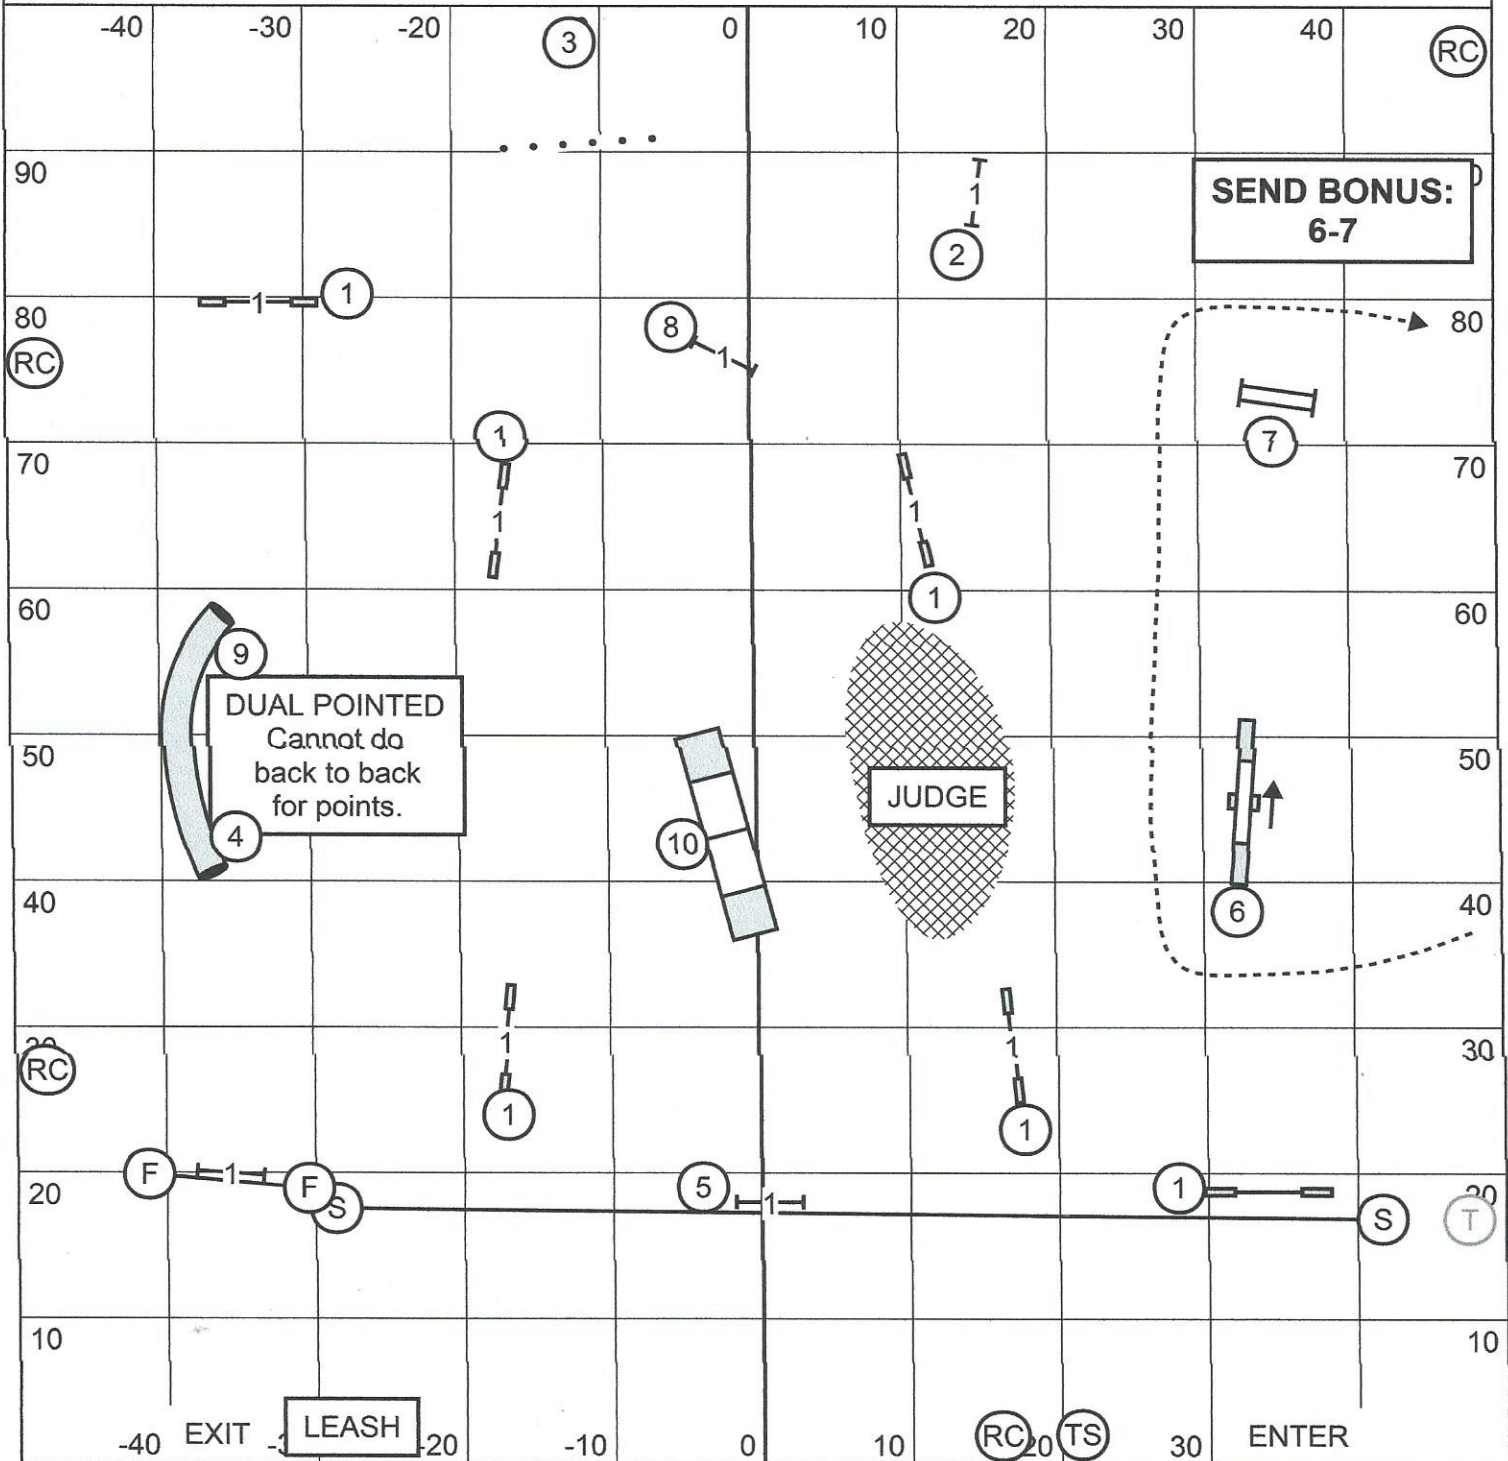 -40 -30 -20 3 0 10 20 30 40 RC
90
1
2
SEND BONUS:
6-7
1 1
80 8 80
RC 1
1
70 7 70
1 1
60 1 60
9
DUAL POINTED
Cannot do
back to back
for points.
4
50 50
JUDGE
10
40 6 40
30
RC 1 1
1 1
F 1 F S 5 1 1 S T
20 20
10 10
EXIT LEASH RC TS ENTER
-40 -20 -10 0 10 20 30